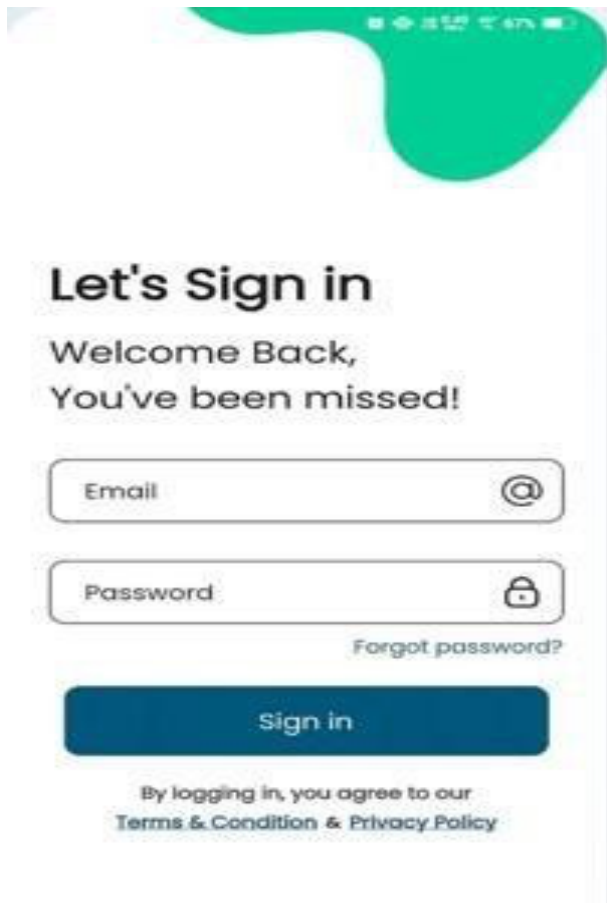 67%
Let's Sign in
Welcome Back,
You've been missed!
Email
Password
Forgot password?
Sign in
By logging in, you agree to our
Terms & Condition & Privacy Policy